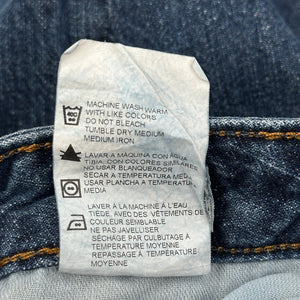 MACHINE WASH WARM
WITH LIKE COLORS
DO NOT BLEACH
TUMBLE DRY MEDIUM
MEDIUM IRON
LAVAR A MAQUINA CON AGUA
TIBIA. CON COLORES SIMILARES
NO USAR BLANQUEADOR
SECAR A TEMPERATURA MEDIA
USAR PLANCHA A TEMPERATURA
MEDIA
LAVER À LA MACHINE À L'EAU
TIÈDE, AVEC DES VÊTEMENTS DE
COULEUR SEMBLABLE
NE PAS JAVELLISER
SÉCHAGE PAR CULBUTAGE À
TEMPÉRATURE MOYENNE
REPASSAGE À TEMPÉRATURE
MOYENNE